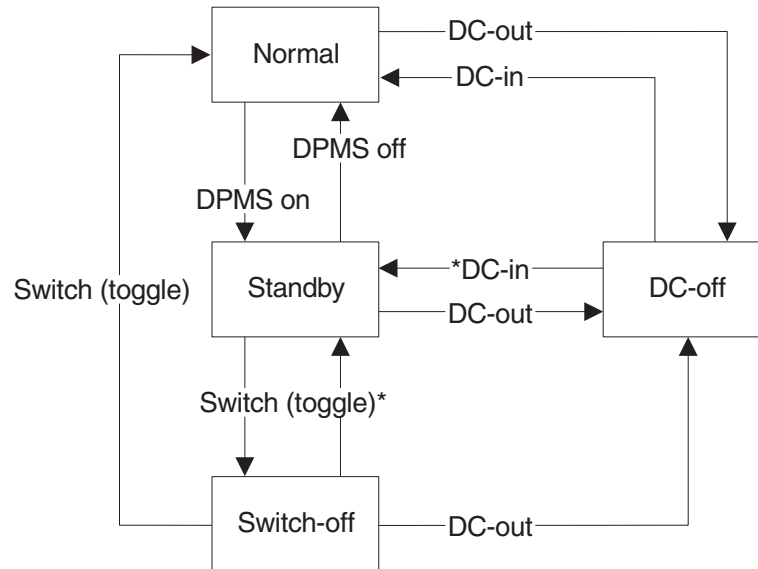 DC-out
Normal
DC-in
DPMS off
DPMS on
*DC-in
Switch (toggle)
Standby
DC-off
DC-out
Switch (toggle)*
Switch-off
DC-out